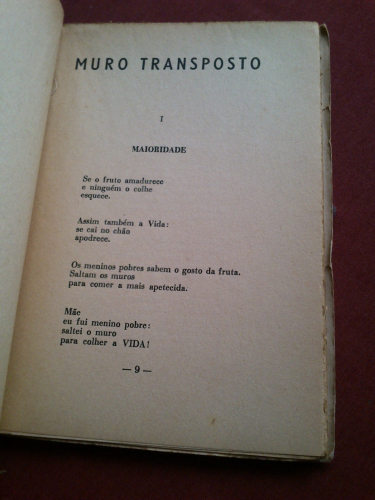 MURO TRANSPOSTO
I
MAIORIDADE
Se o fruto amadurece
e ninguém o colhe
esquece.
Assim também a Vida:
se cai no chão
apodrece.
Os meninos pobres sabem o gosto da fruta.
Saltam os muros
para comer a mais apetecida.
Mãe
eu fui menino pobre:
saltei o muro
para colher a VIDA!
— 9 —